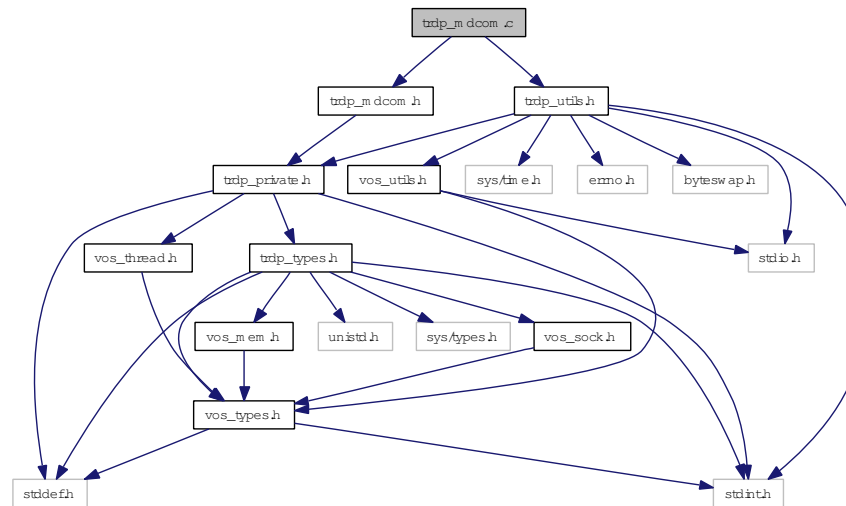 trdp_mdcom.c
trdp_mdcom.h
trdp_utils.h
trdp_private.h
vos_utils.h
sys/time.h
errno.h
byteswap.h
vos_thread.h
trdp_types.h
stdio.h
vos_mem.h
unistd.h
sys/types.h
vos_sock.h
vos_types.h
stddef.h
stdint.h